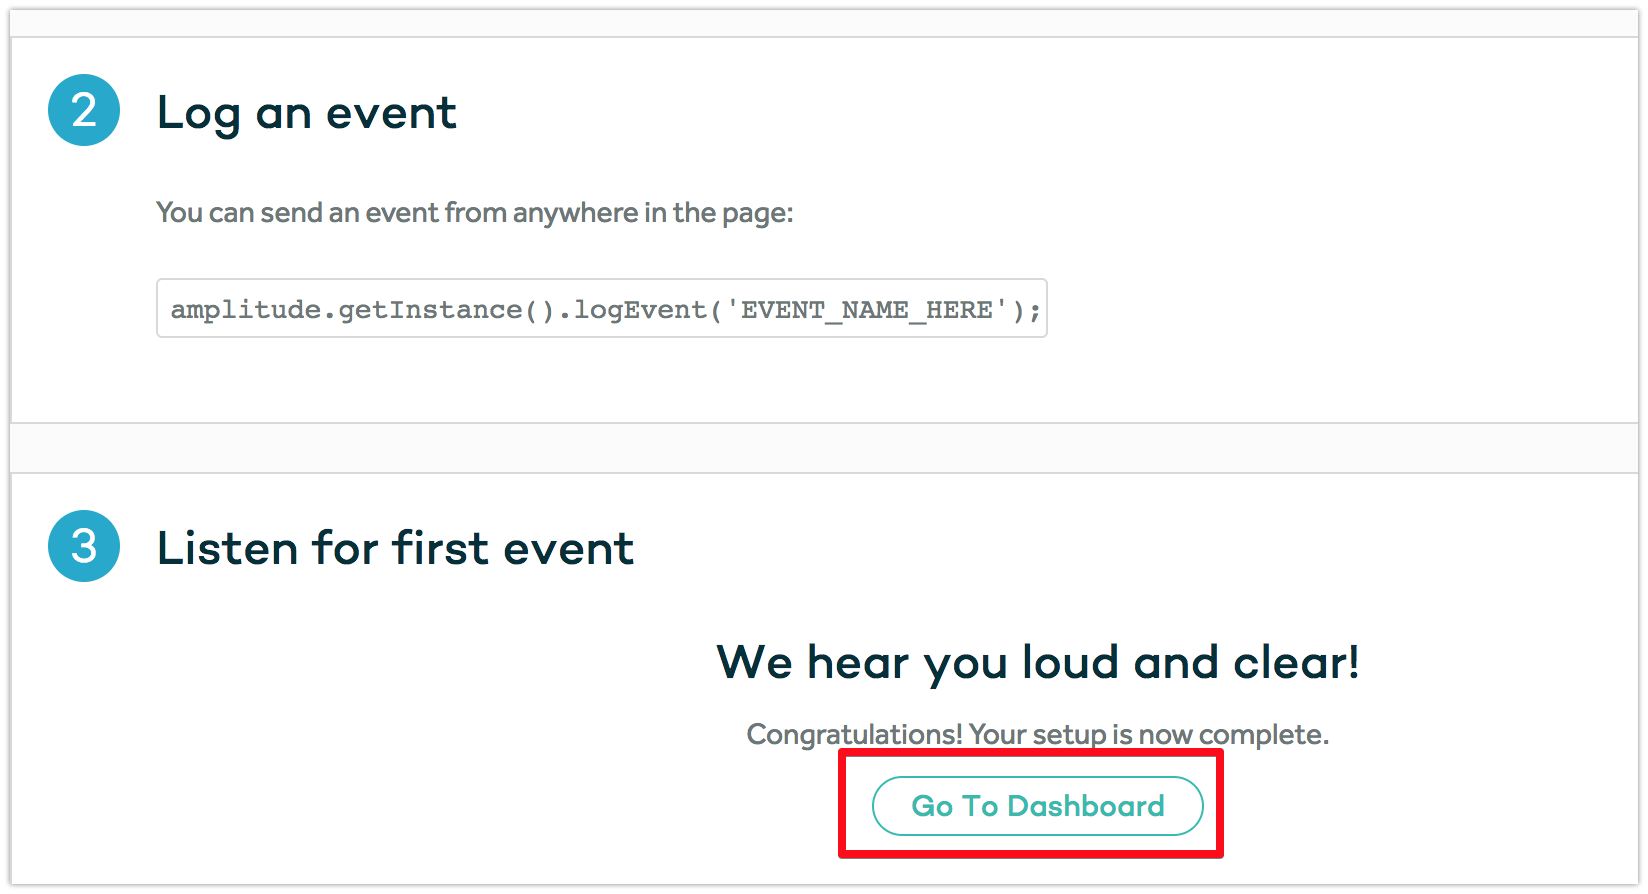 2
Log an event
You can send an event from anywhere in the page:
amplitude.getInstance().logEvent('EVENT_NAME_HERE');
3
Listen for first event
We hear you loud and clear!
Congratulations! Your setup is now complete.
Go To Dashboard